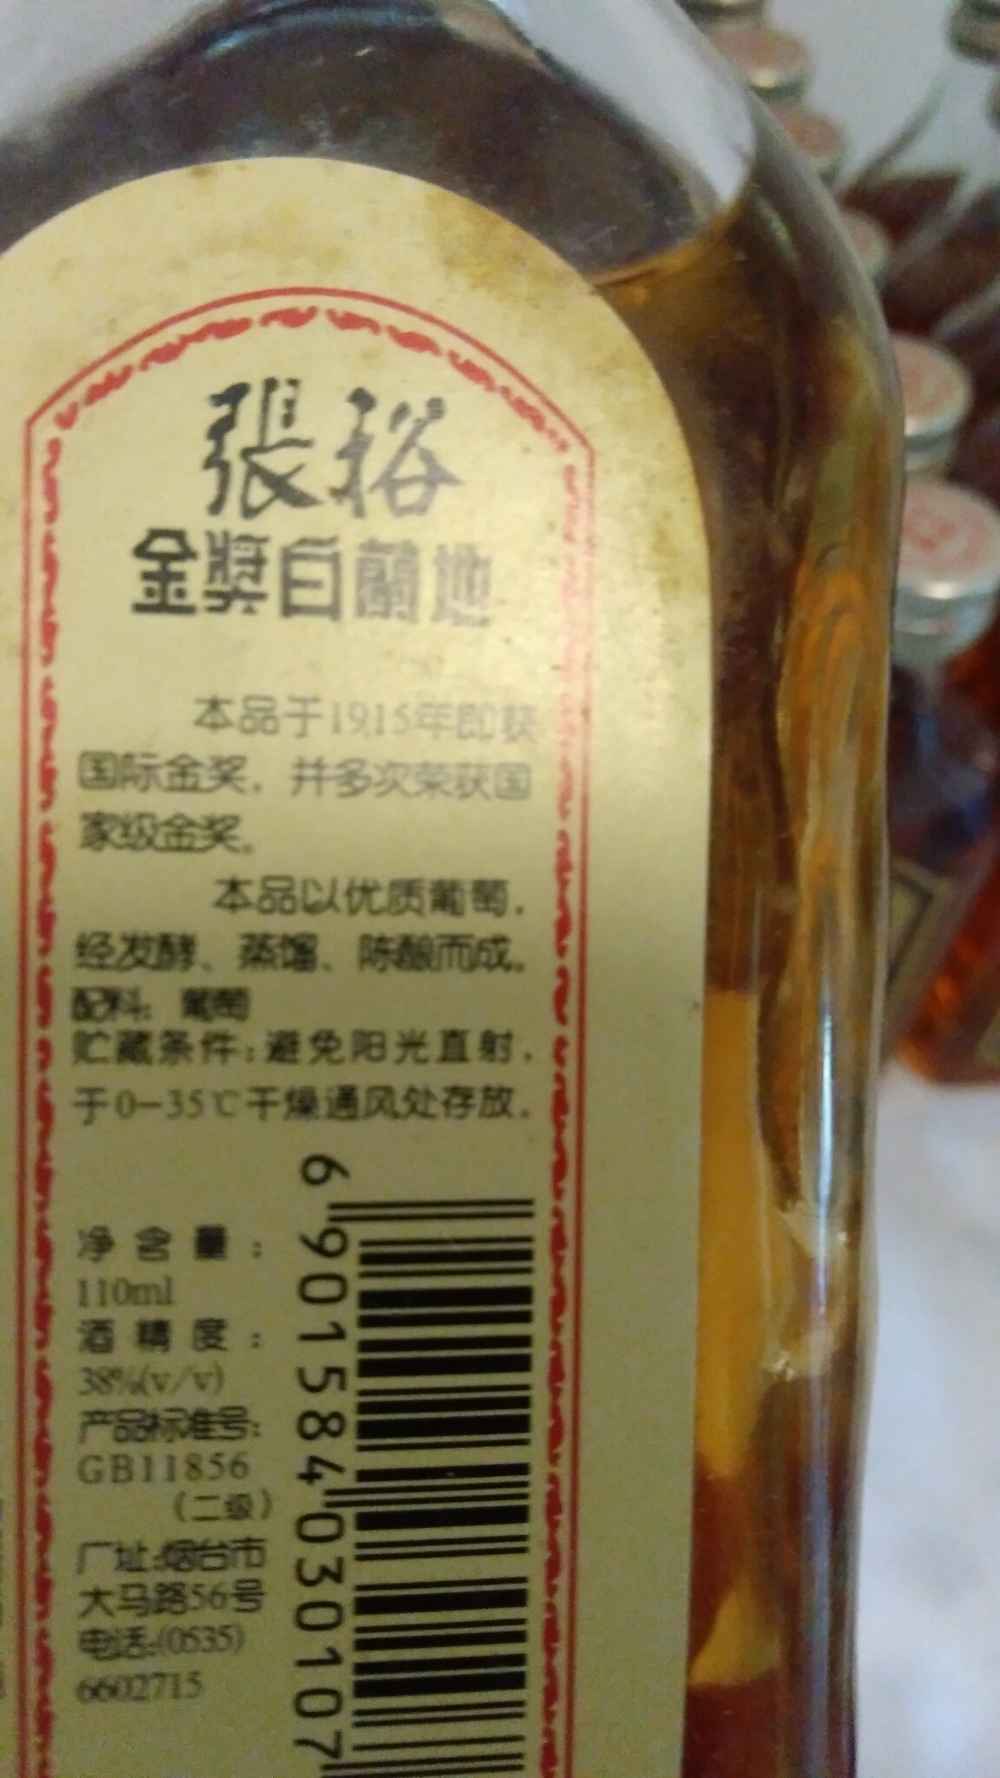 張裕
金獎白蘭地
本品于1915年即获
国际金奖，并多次荣获国
家级金奖。
本品以优质葡萄，
经发酵、蒸馏、陈酿而成。
配料：葡萄
贮藏条件：避免阳光直射，
于0-35℃干燥通风处存放。
净含量：
110ml
酒精度：
38%(v/v)
产品标准号：
GB11856
（二级）
厂址：烟台市
大马路56号
电话：(0535)
6602715
6 901584 030107